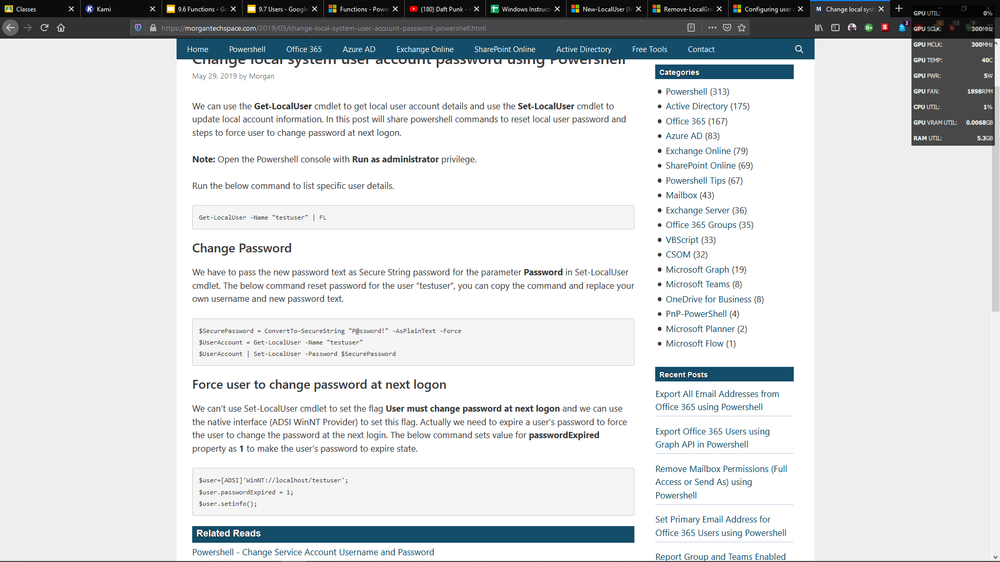 Classes
Kami
9.6 Functions - Go
9.7 Users - Google
Functions - Powe
(180) Daft Punk -
Windows Instruct
New-LocalUser (M
Remove-LocalGro
Configuring user a
Change local syst
https://morgantechspace.com/2019/05/change-local-system-user-account-password-powershell.html
Home Powershell Office 365 Azure AD Exchange Online SharePoint Online Active Directory Free Tools Contact
Change local system user account password using Powershell
May 29, 2019 by Morgan
We can use the Get-LocalUser cmdlet to get local user account details and use the Set-LocalUser cmdlet to
update local account information. In this post will share powershell commands to reset local user password and
steps to force user to change password at next logon.
Note: Open the Powershell console with Run as administrator privilege.
Run the below command to list specific user details.
Get-LocalUser -Name "testuser" | FL
Change Password
We have to pass the new password text as Secure String password for the parameter Password in Set-LocalUser
cmdlet. The below command reset password for the user “testuser”, you can copy the command and replace your
own username and new password text.
$SecurePassword = ConvertTo-SecureString "P@ssword!" -AsPlainText -Force
$UserAccount = Get-LocalUser -Name "testuser"
$UserAccount | Set-LocalUser -Password $SecurePassword
Force user to change password at next logon
We can’t use Set-LocalUser cmdlet to set the flag User must change password at next logon and we can use
the native interface (ADSI WinNT Provider) to set this flag. Actually we need to expire a user’s password to force
the user to change the password at the next login. The below command sets value for passwordExpired
property as 1 to make the user’s password to expire state.
$user=[ADSI]'WinNT://localhost/testuser';
$user.passwordExpired = 1;
$user.setinfo();
Related Reads
Powershell - Change Service Account Username and Password
Categories
Powershell (313)
Active Directory (175)
Office 365 (167)
Azure AD (83)
Exchange Online (79)
SharePoint Online (69)
Powershell Tips (67)
Mailbox (43)
Exchange Server (36)
Office 365 Groups (35)
VBScript (33)
CSOM (32)
Microsoft Graph (19)
Microsoft Teams (8)
OneDrive for Business (8)
PnP-PowerShell (4)
Microsoft Planner (2)
Microsoft Flow (1)
Recent Posts
Export All Email Addresses from
Office 365 using Powershell
Export Office 365 Users using
Graph API in Powershell
Remove Mailbox Permissions (Full
Access or Send As) using
Powershell
Set Primary Email Address for
Office 365 Users using Powershell
Report Group and Teams Enabled
GPU UTIL: 0%
GPU SCLK: 300MHz
GPU MCLK: 300MHz
GPU TEMP: 40C
GPU PWR: 5W
GPU FAN: 1898RPM
CPU UTIL: 1%
GPU VRAM UTIL: 0.0068GB
RAM UTIL: 5.3GB